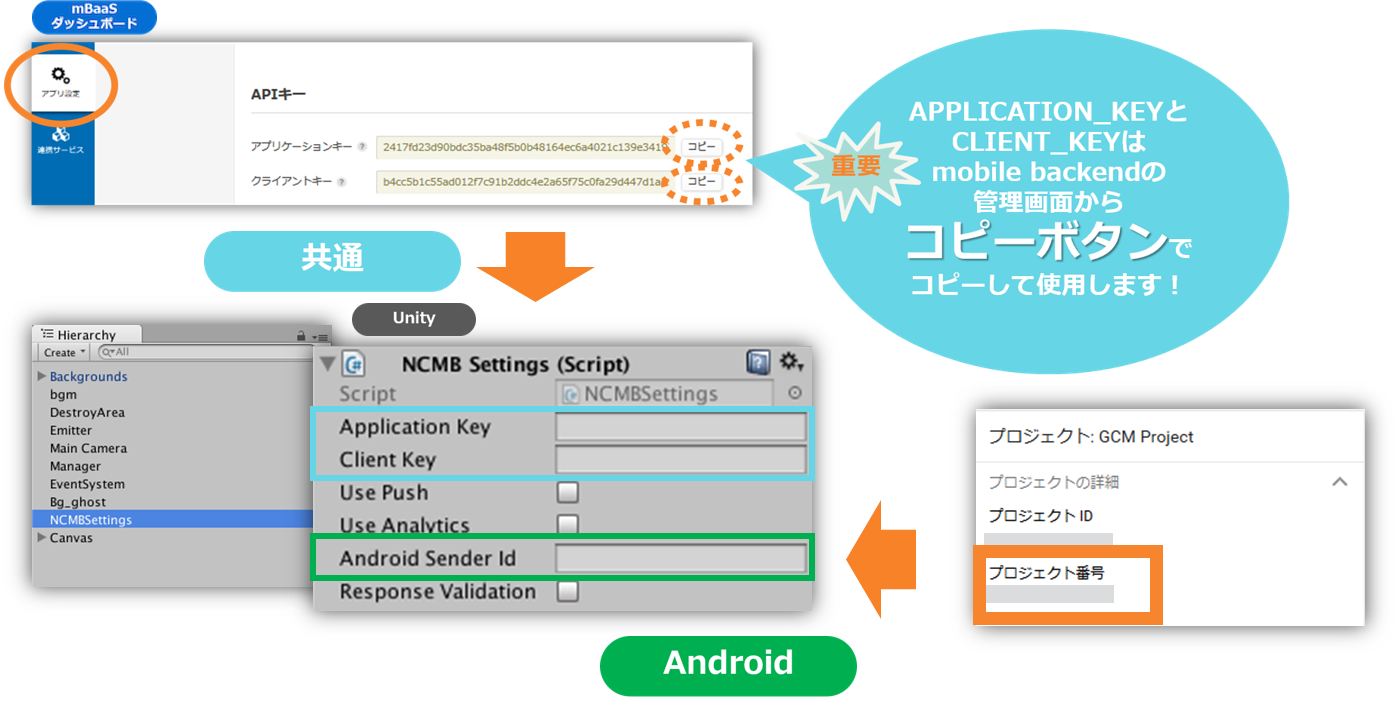 mBaaS
ダッシュボード
アプリ設定
連携サービス
APIキー
アプリケーションキー
2417fd23d90bdc35ba48f5b0b48164ec6a4021c139e3419
コピー
クライアントキー
b4cc5b1c55ad012f7c91b2ddc4e2a65f75c0fa29d447d1a
コピー
重要
APPLICATION_KEYと
CLIENT_KEYは
mobile backendの
管理画面から
コピーボタンで
コピーして使用します！
共通
Unity
Hierarchy
Create
All
Backgrounds
bgm
DestroyArea
Emitter
Main Camera
Manager
EventSystem
Bg_ghost
NCMBSettings
Canvas
NCMB Settings (Script)
Script
NCMBSettings
Application Key
Client Key
Use Push
Use Analytics
Android Sender Id
Response Validation
プロジェクト: GCM Project
プロジェクトの詳細
プロジェクト ID
プロジェクト番号
Android